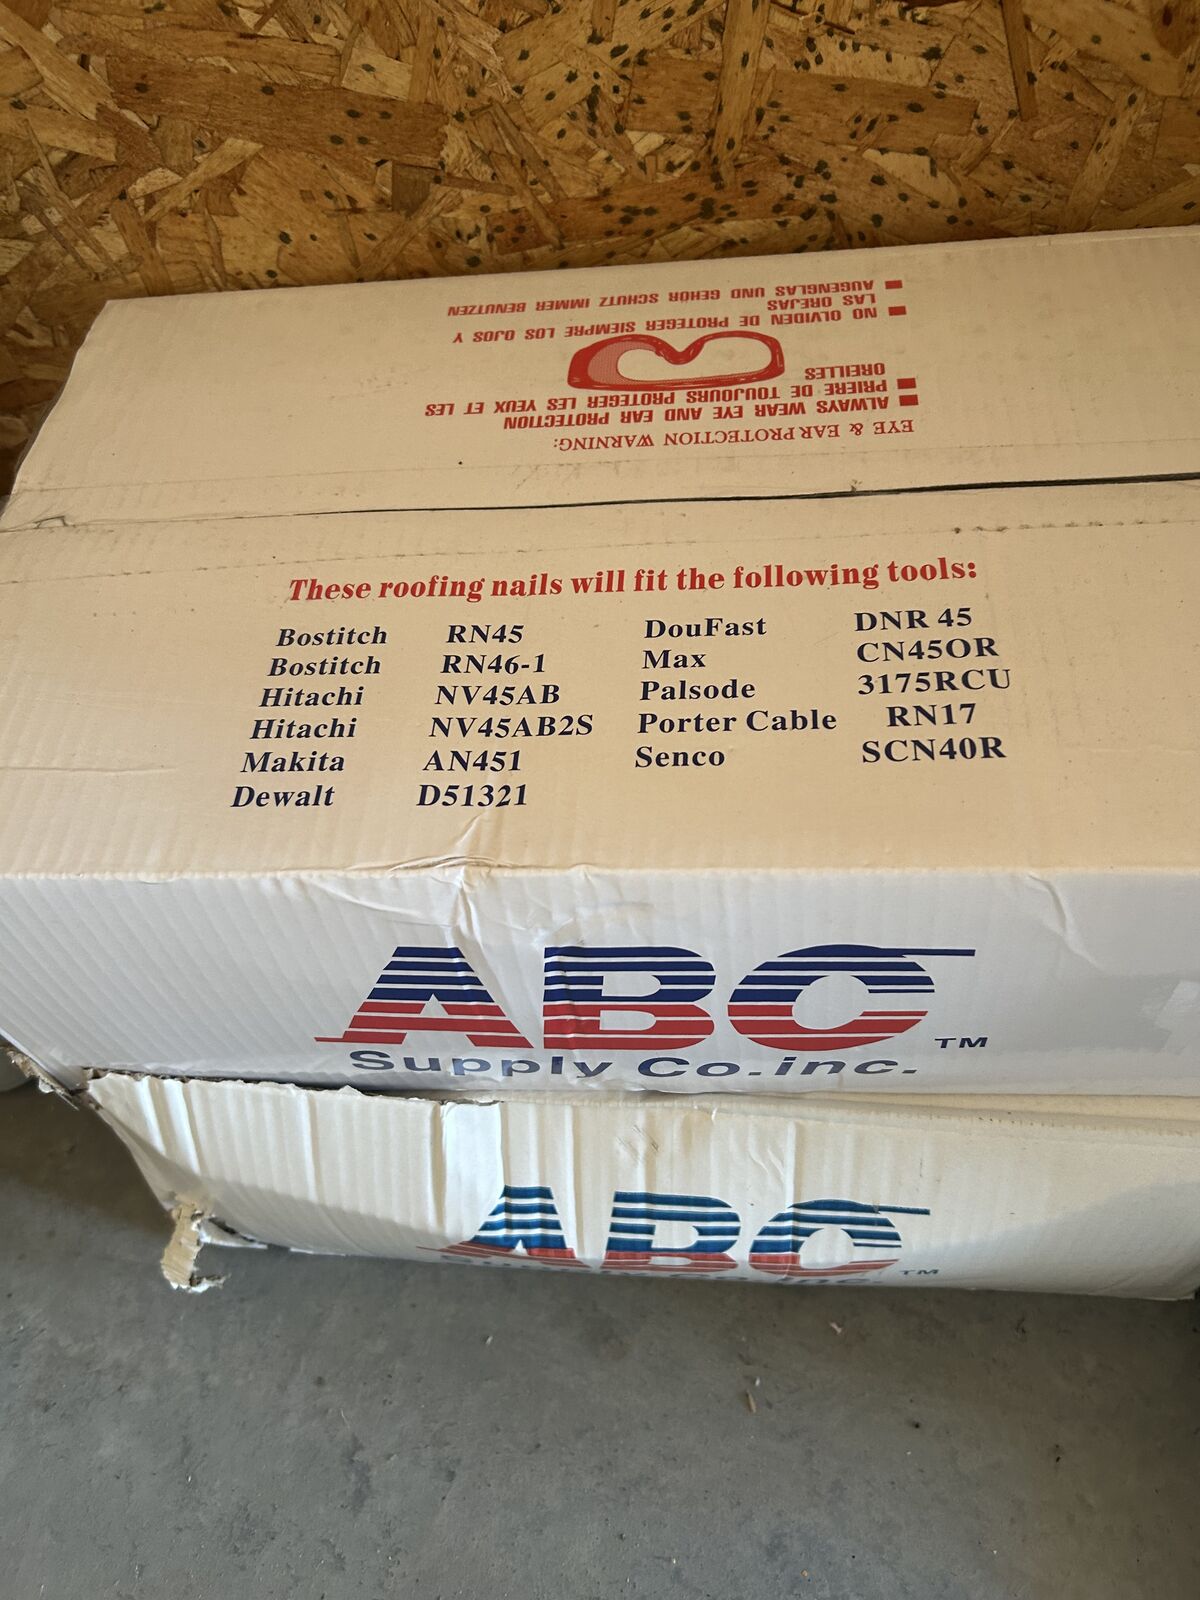 EYE & EAR PROTECTION WARNING:
■ ALWAYS WEAR EYE AND EAR PROTECTION
■ PRIERE DE TOUJOURS PROTEGER LES YEUX ET LES
OREILLES
■ NO OLVIDEN DE PROTEGER SIEMPRE LOS OJOS Y
LAS OREJAS
■ AUGENGLAS UND GEHÖR SCHUTZ IMMER BENUTZEN
These roofing nails will fit the following tools:
Bostitch RN45 DouFast DNR 45
Bostitch RN46-1 Max CN45OR
Hitachi NV45AB Palsode 3175RCU
Hitachi NV45AB2S Porter Cable RN17
Makita AN451 Senco SCN40R
Dewalt D51321
ABC TM
Supply Co.inc.
ABC TM
Supply Co.inc.